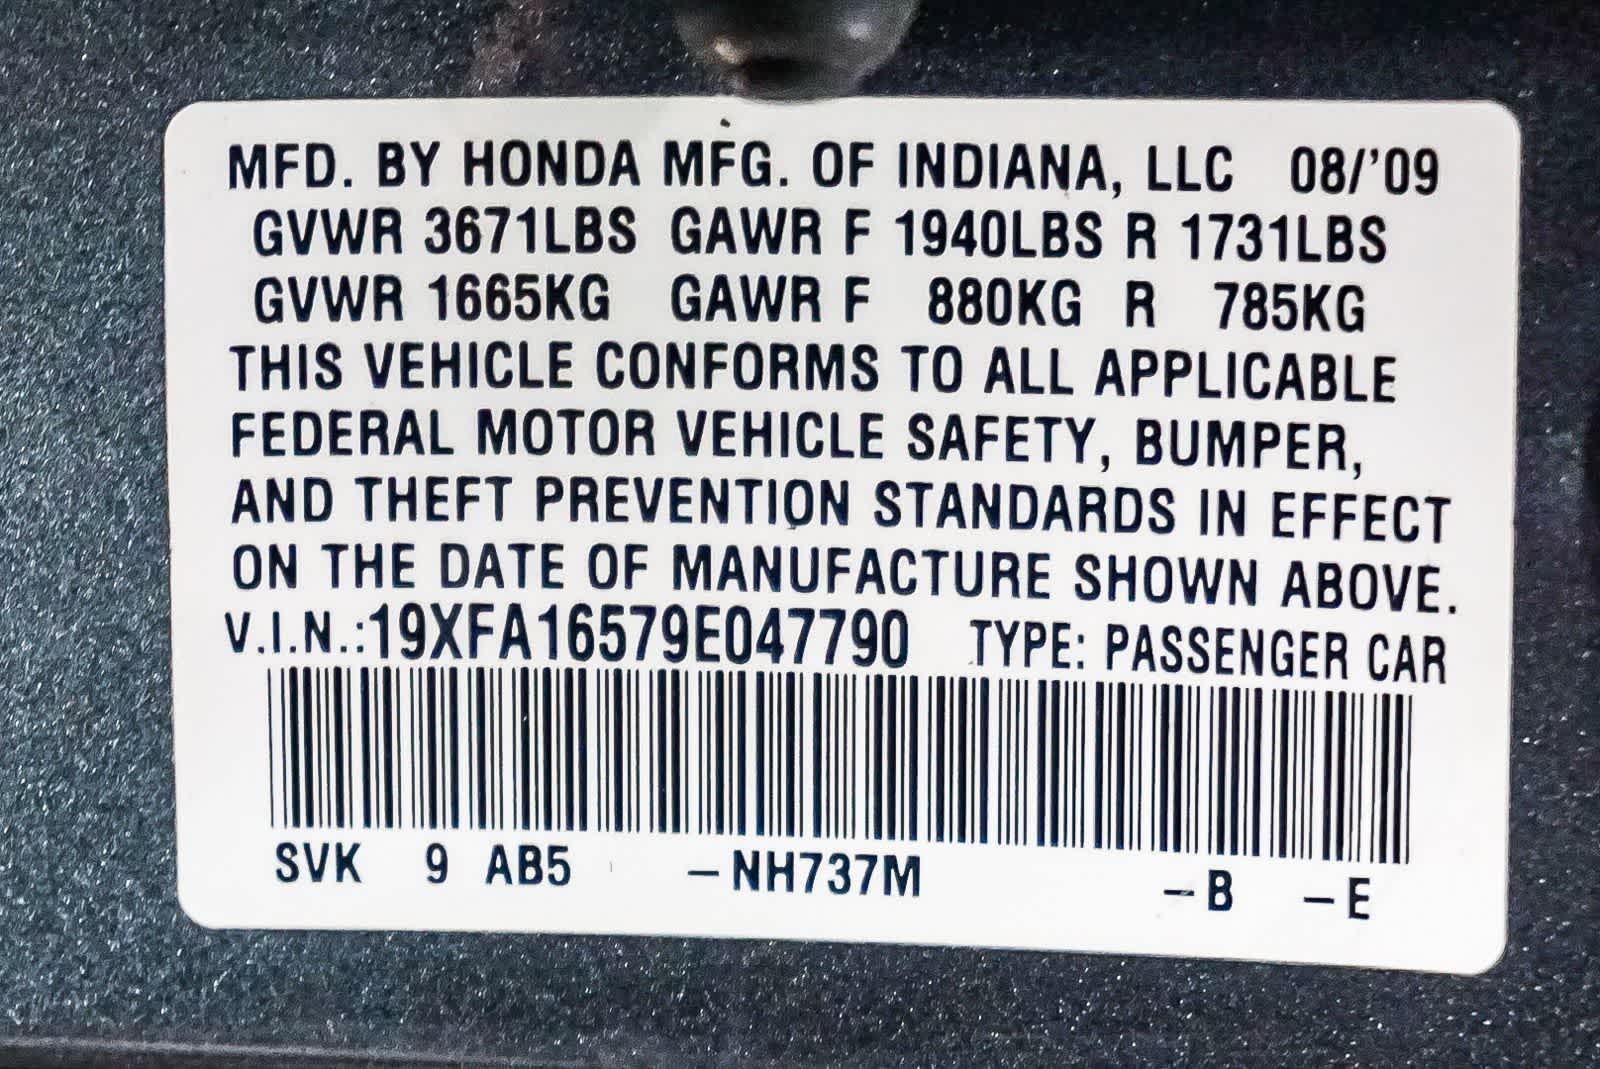 MFD. BY HONDA MFG. OF INDIANA, LLC 08/'09
GVWR 3671LBS GAWR F 1940LBS R 1731LBS
GVWR 1665KG GAWR F 880KG R 785KG
THIS VEHICLE CONFORMS TO ALL APPLICABLE
FEDERAL MOTOR VEHICLE SAFETY, BUMPER,
AND THEFT PREVENTION STANDARDS IN EFFECT
ON THE DATE OF MANUFACTURE SHOWN ABOVE.
V.I.N.:19XFA16579E047790 TYPE: PASSENGER CAR
SVK 9 AB5 –NH737M –B –E